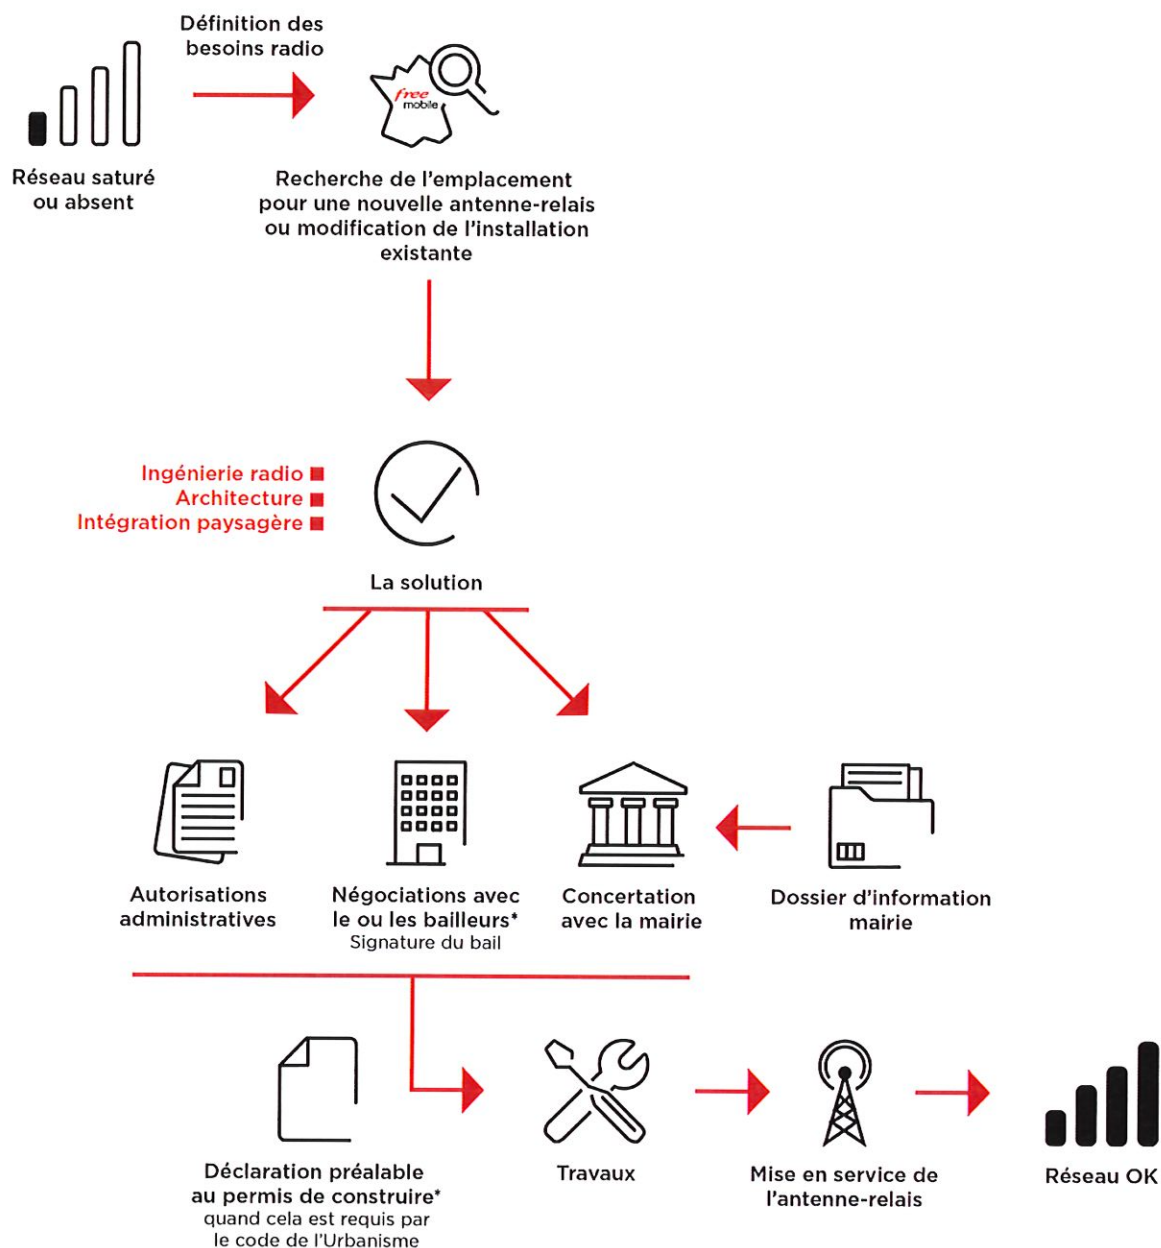 Définition des
besoins radio
free
mobile
Réseau saturé
ou absent
Recherche de l'emplacement
pour une nouvelle antenne-relais
ou modification de l'installation
existante
Ingénierie radio
Architecture
Intégration paysagère
La solution
Autorisations
administratives
Négociations avec
le ou les bailleurs*
Signature du bail
Concertation
avec la mairie
Dossier d'information
mairie
Déclaration préalable
au permis de construire*
quand cela est requis par
le code de l'Urbanisme
Travaux
Mise en service de
l'antenne-relais
Réseau OK